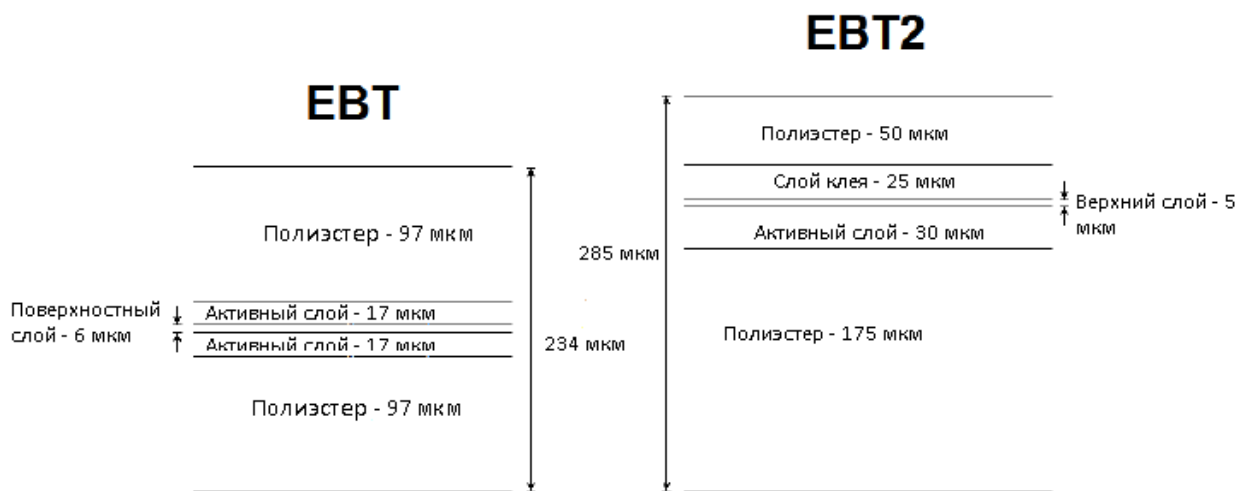 EBT
Полиэстер - 97 мкм
Поверхностный
слой - 6 мкм
Активный слой - 17 мкм
Активный слой - 17 мкм
Полиэстер - 97 мкм
234 мкм
EBT2
Полиэстер - 50 мкм
Слой клея - 25 мкм
Верхний слой - 5
мкм
Активный слой - 30 мкм
285 мкм
Полиэстер - 175 мкм